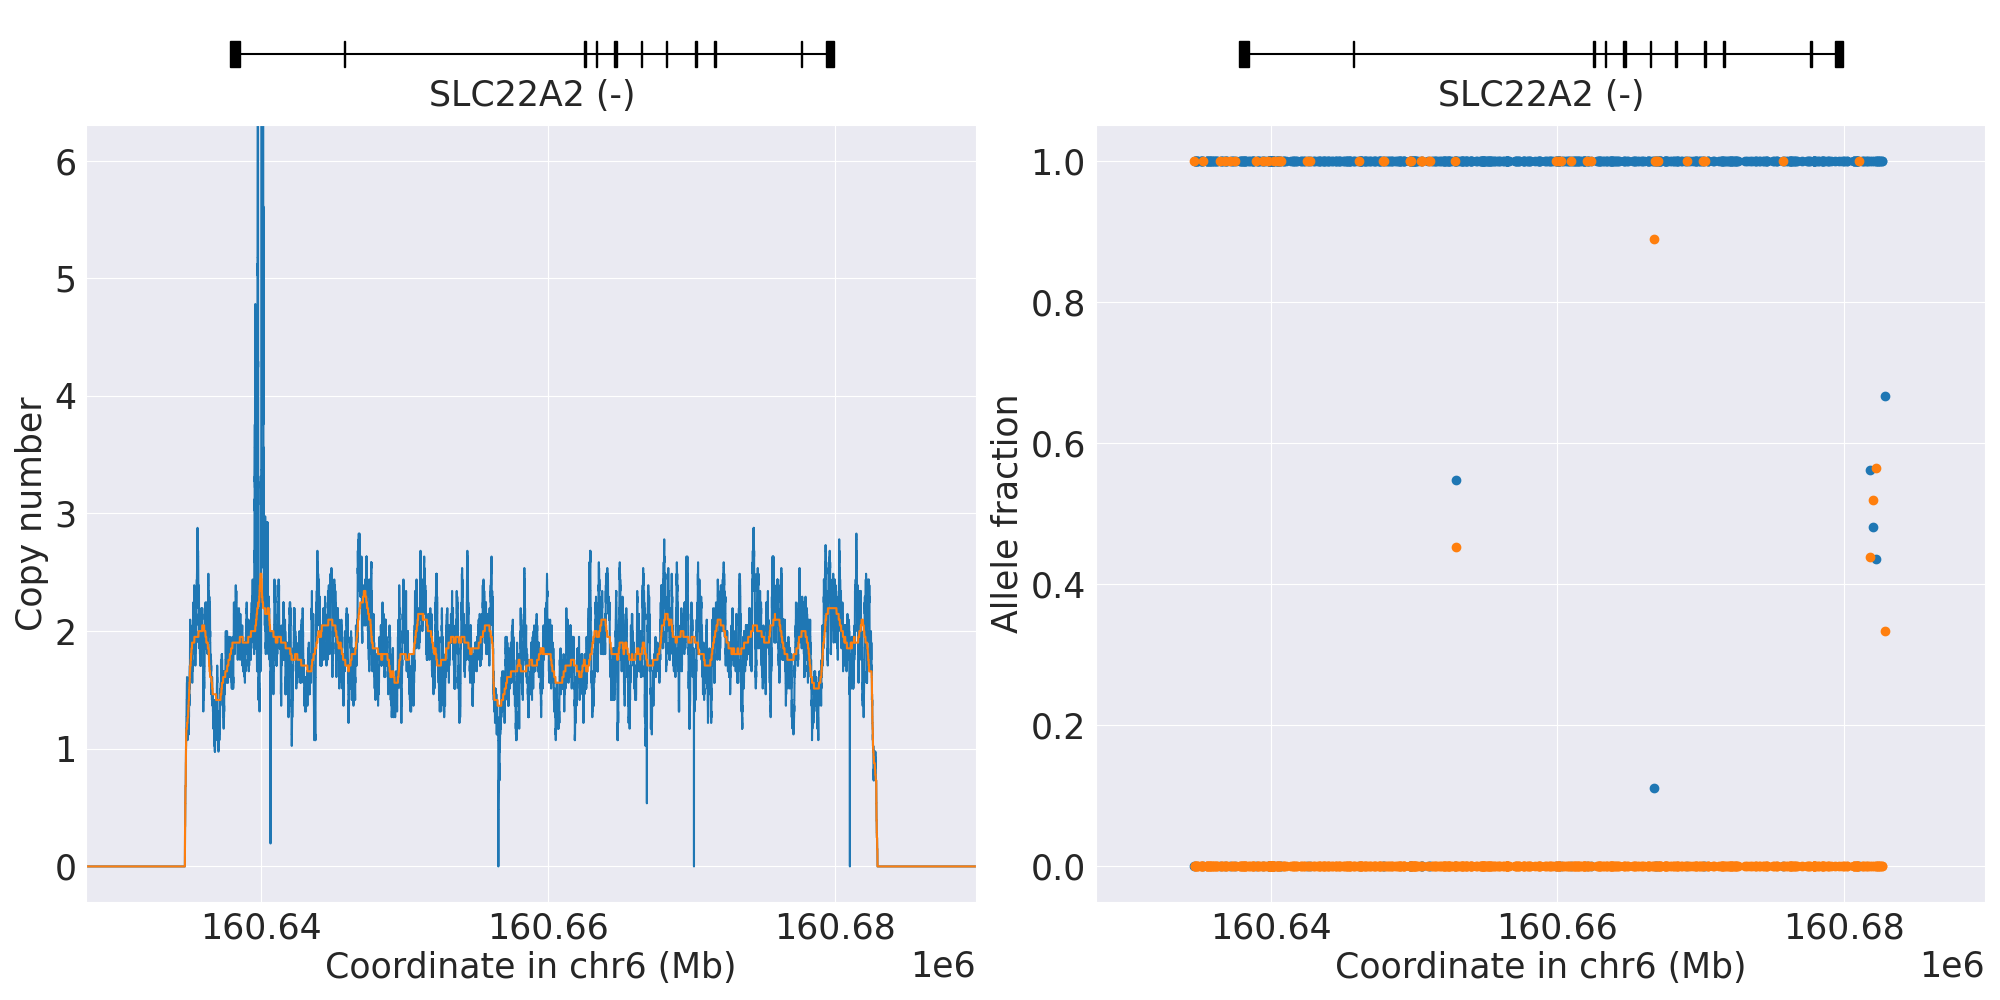 SLC22A2 (-)
6
5
4
3
2
1
0
Copy number
160.64 160.66 160.68
Coordinate in chr6 (Mb)
1e6
SLC22A2 (-)
1.0
0.8
0.6
0.4
0.2
0.0
Allele fraction
160.64 160.66 160.68
Coordinate in chr6 (Mb)
1e6